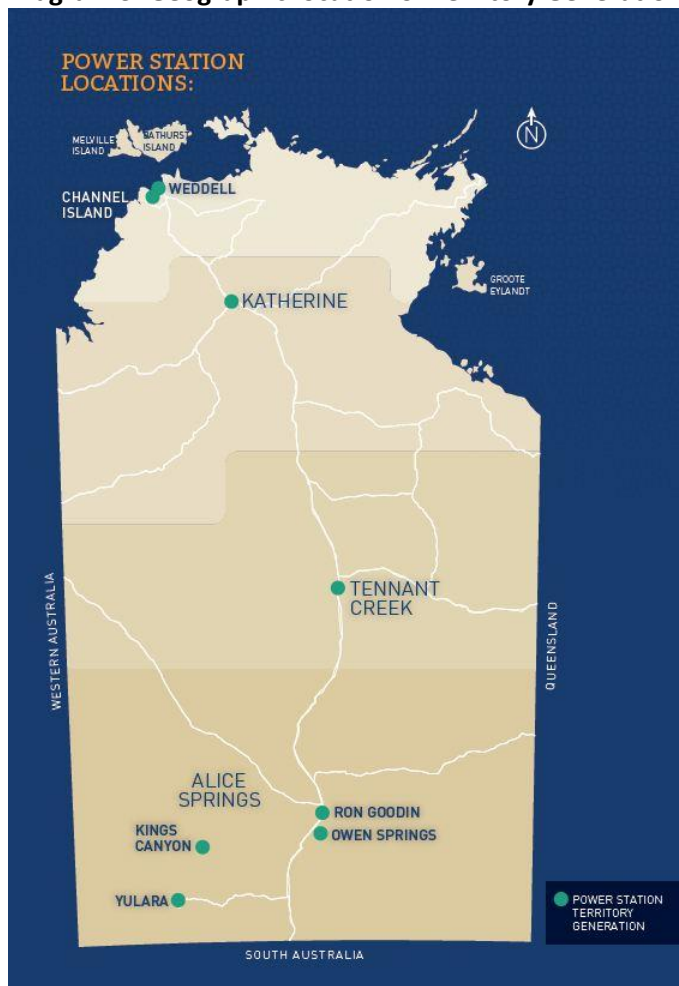 POWER STATION
LOCATIONS:
MELVILLE
ISLAND
BATHURST
ISLAND
N
WEDDELL
CHANNEL
ISLAND
GROOTE
EYLANDT
KATHERINE
TENNANT
CREEK
WESTERN AUSTRALIA
QUEENSLAND
ALICE
SPRINGS
RON GOODIN
OWEN SPRINGS
KINGS
CANYON
YULARA
POWER STATION
TERRITORY
GENERATION
SOUTH AUSTRALIA